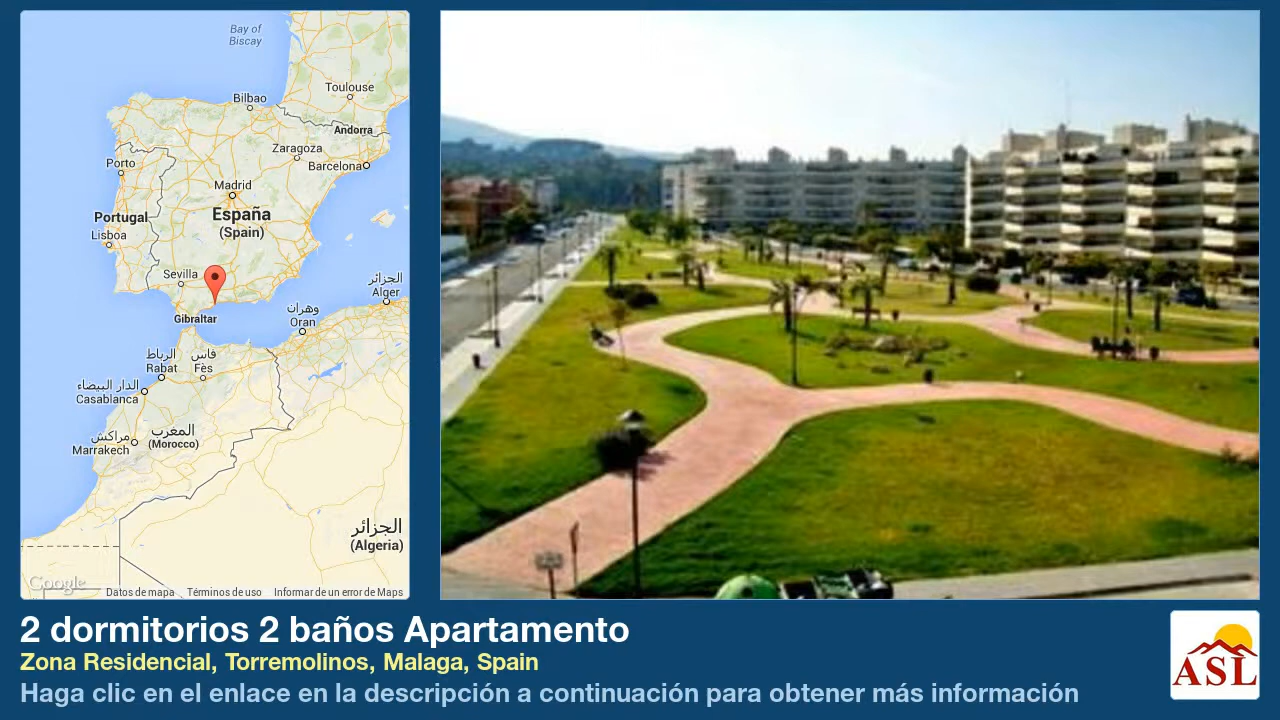 Bay of
Biscay
Toulouse
Bilbao
Andorra
Zaragoza
Barcelona
Porto
Madrid
España
(Spain)
Portugal
Lisboa
Sevilla
الجزائر
Alger
وهران
Oran
Gibraltar
الرباط
Rabat
فاس
Fès
الدار البيضاء
Casablanca
مراكش
Marrakech
المغرب
(Morocco)
الجزائر
(Algeria)
Google
Datos de mapa Términos de uso Informar de un error de Maps
2 dormitorios 2 baños Apartamento
Zona Residencial, Torremolinos, Malaga, Spain
Haga clic en el enlace en la descripción a continuación para obtener más información
ASL